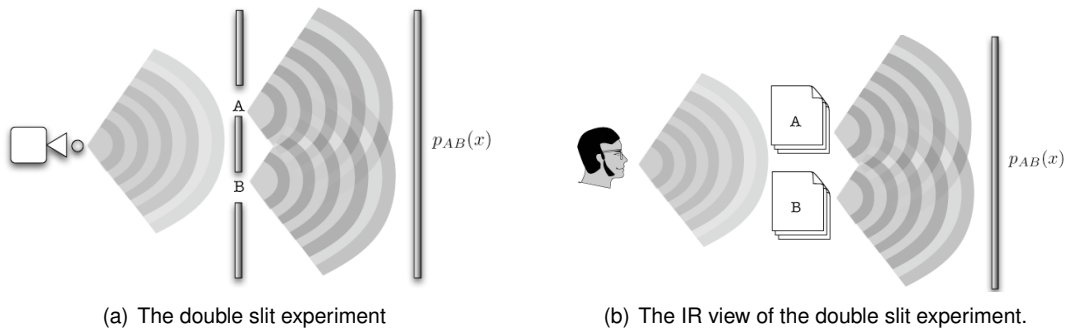 A
B
p_{AB}(x)
(a) The double slit experiment
A
B
p_{AB}(x)
(b) The IR view of the double slit experiment.